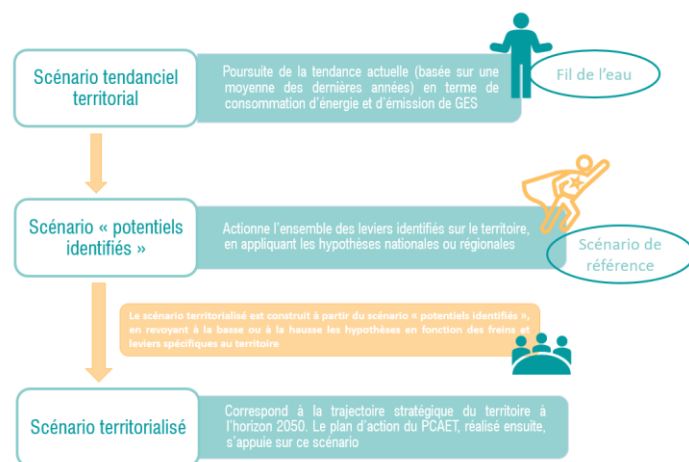 Scénario tendanciel
territorial
Poursuite de la tendance actuelle (basée sur une
moyenne des dernières années) en terme de
consommation d'énergie et d'émission de GES
Fil de l'eau
Scénario « potentiels
identifiés »
Actionne l'ensemble des leviers identifiés sur le territoire,
en appliquant les hypothèses nationales ou régionales
Scénario de
référence
Le scénario territorialisé est construit à partir du scénario « potentiels identifiés »,
en revoyant à la basse ou à la hausse les hypothèses en fonction des freins et
leviers spécifiques au territoire
Scénario territorialisé
Correspond à la trajectoire stratégique du territoire à
l'horizon 2050. Le plan d'action du PCAET, réalisé ensuite,
s'appuie sur ce scénario